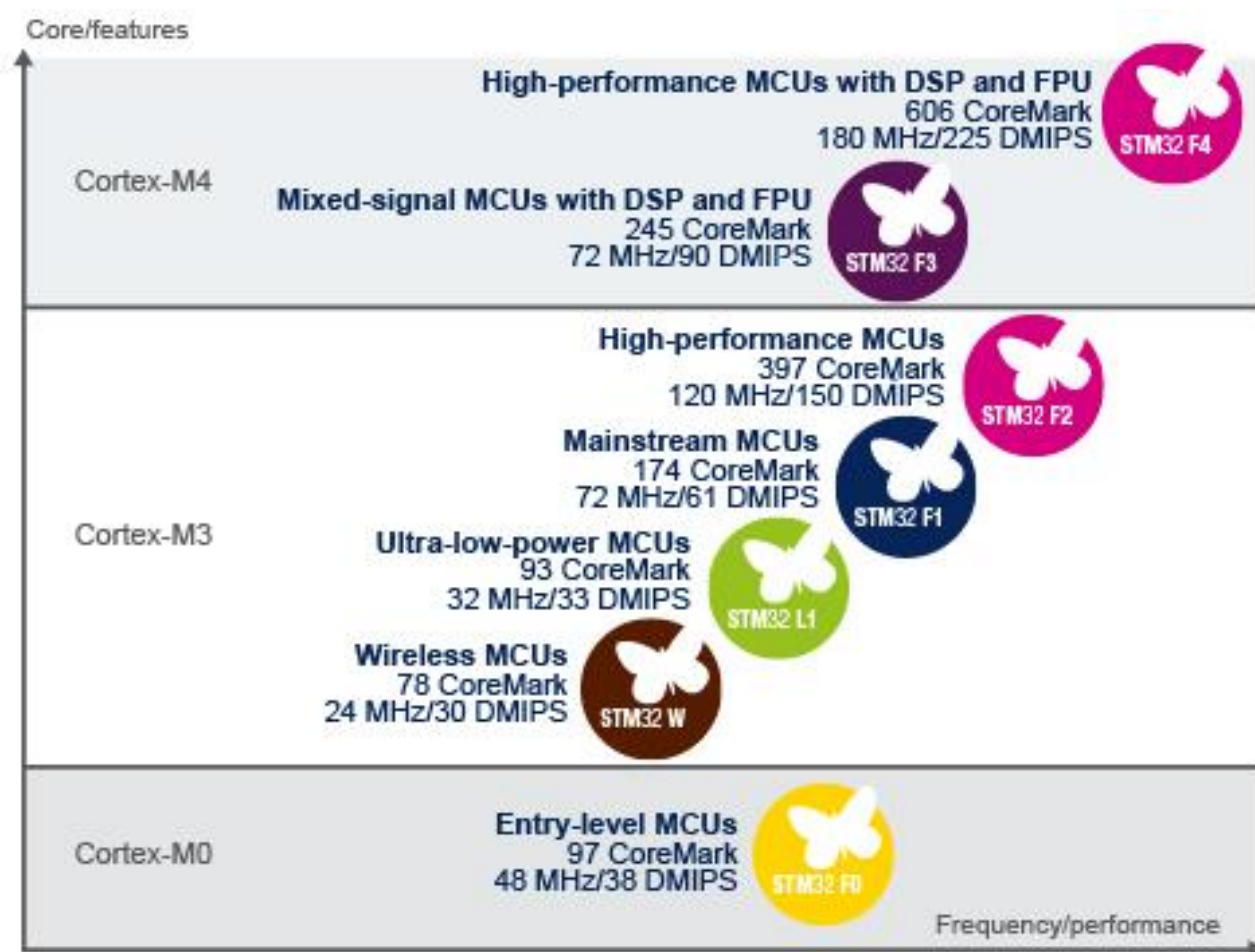 Core/features
High-performance MCUs with DSP and FPU
606 CoreMark
180 MHz/225 DMIPS
STM32 F4
Cortex-M4
Mixed-signal MCUs with DSP and FPU
245 CoreMark
72 MHz/90 DMIPS
STM32 F3
High-performance MCUs
397 CoreMark
120 MHz/150 DMIPS
STM32 F2
Mainstream MCUs
174 CoreMark
72 MHz/61 DMIPS
STM32 F1
Cortex-M3
Ultra-low-power MCUs
93 CoreMark
32 MHz/33 DMIPS
STM32 L1
Wireless MCUs
78 CoreMark
24 MHz/30 DMIPS
STM32 W
Entry-level MCUs
97 CoreMark
48 MHz/38 DMIPS
STM32 F0
Cortex-M0
Frequency/performance